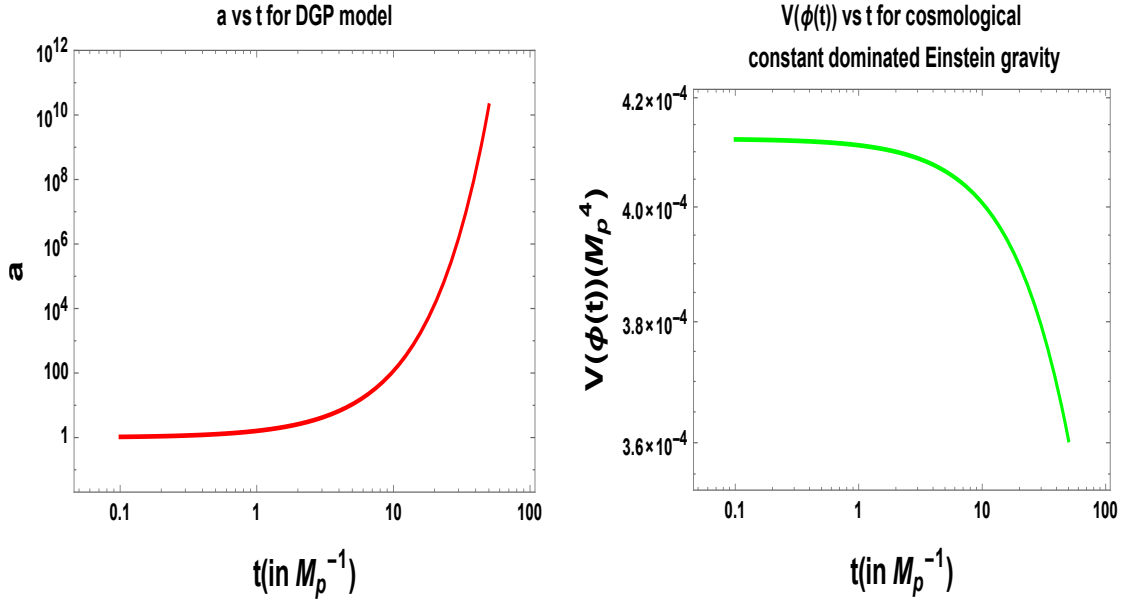 a vs t for DGP model
10^12
10^10
10^8
10^6
10^4
100
1
a
0.1 1 10 100
t(in M_p^−1)
V(ϕ(t)) vs t for cosmological
constant dominated Einstein gravity
4.2×10^−4
4.0×10^−4
3.8×10^−4
3.6×10^−4
V(ϕ(t))(M_p^4)
0.1 1 10 100
t(in M_p^−1)